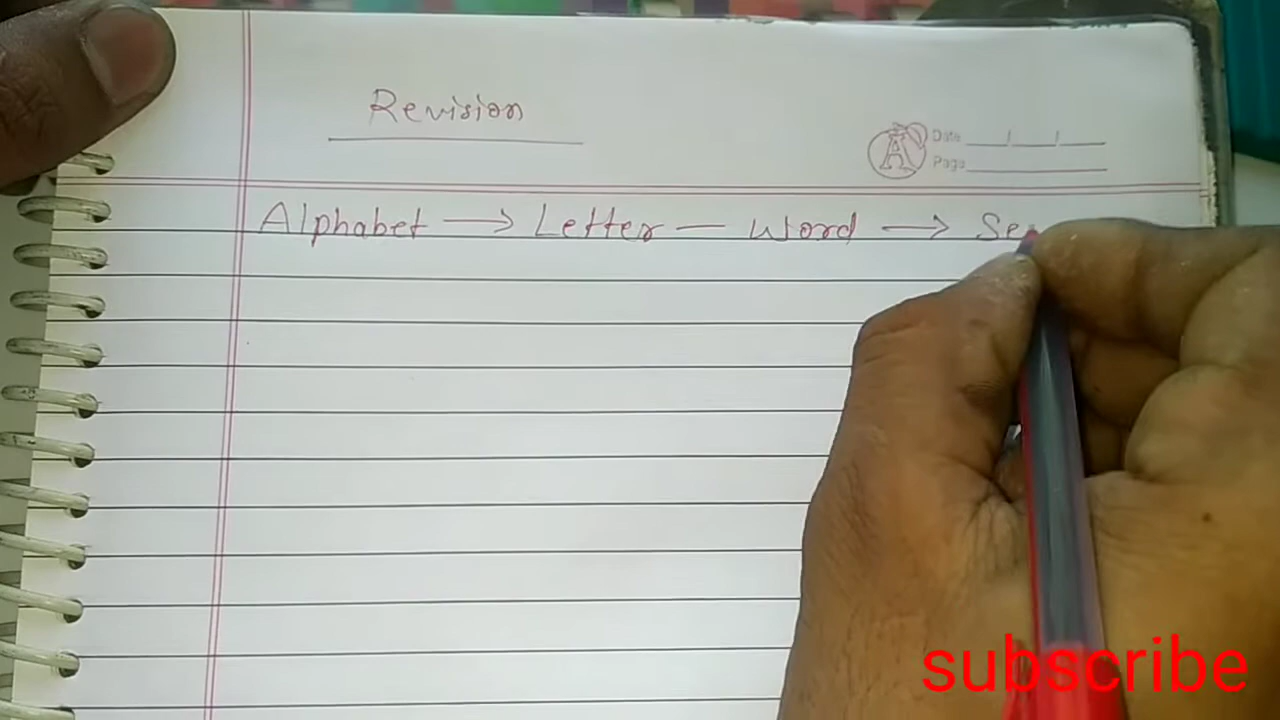 Revision
Date
Page
Alphabet → Letter — Word → Se
subscribe